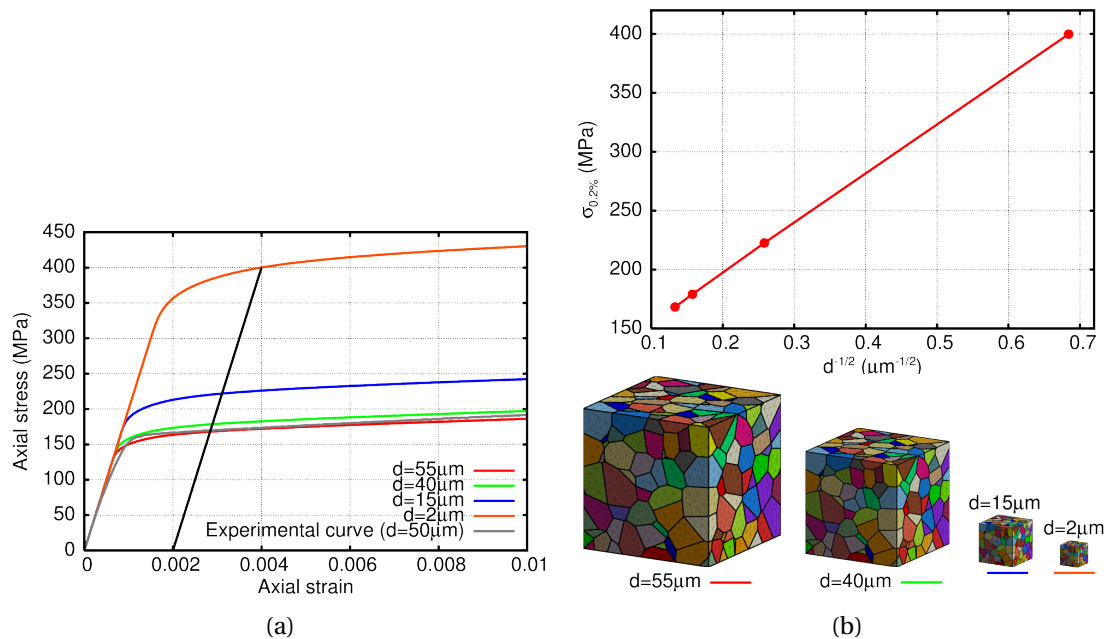 450
400
350
300
250
200
150
100
50
0
Axial stress (MPa)
d=55μm
d=40μm
d=15μm
d=2μm
Experimental curve (d=50μm)
0 0.002 0.004 0.006 0.008 0.01
Axial strain
(a)
400
350
300
250
200
150
σ0.2% (MPa)
0.1 0.2 0.3 0.4 0.5 0.6 0.7
d-1/2 (μm-1/2)
d=55μm
d=40μm
d=15μm
d=2μm
(b)